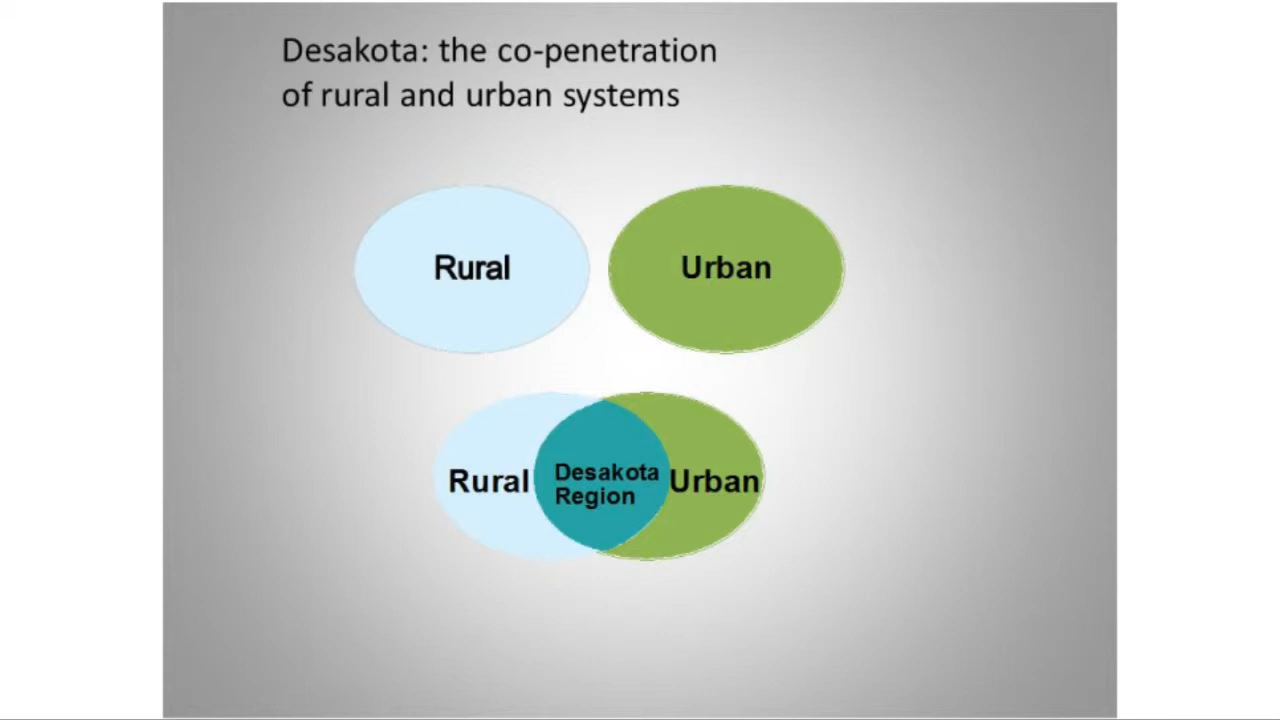 Desakota: the co-penetration
of rural and urban systems
Rural
Urban
Rural
Desakota
Region
Urban